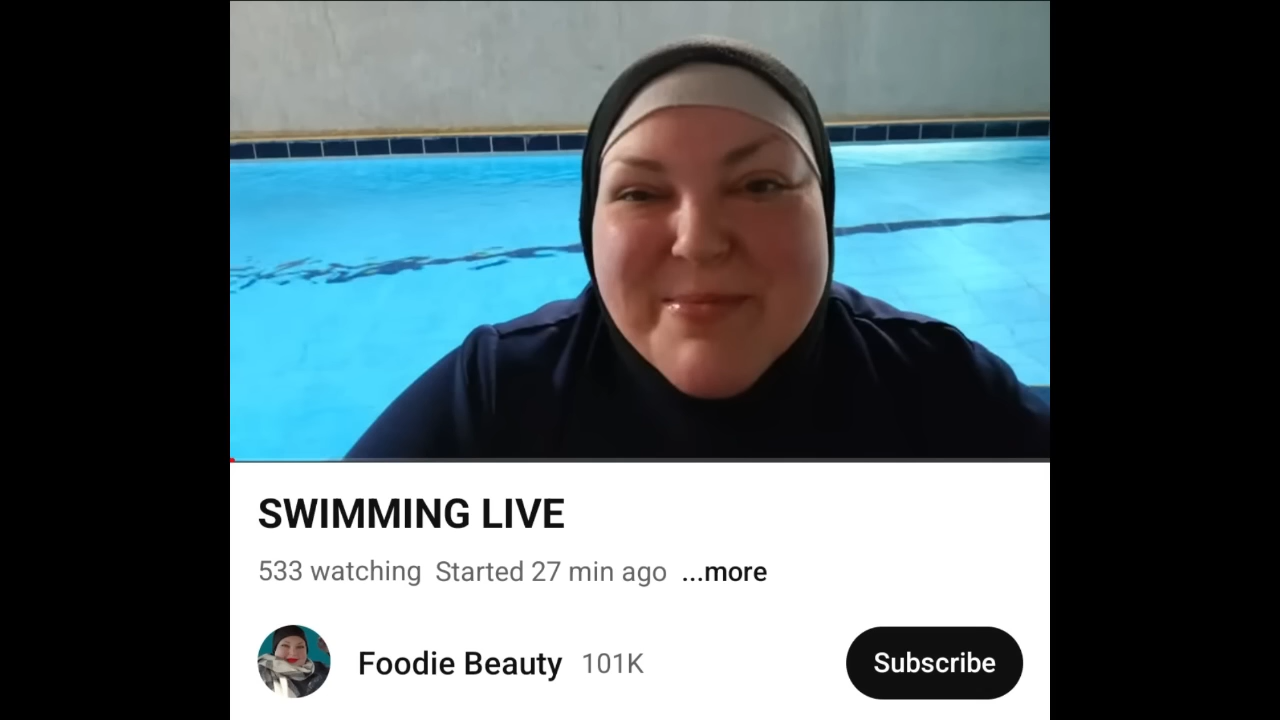 SWIMMING LIVE
533 watching Started 27 min ago ...more
Foodie Beauty 101K Subscribe